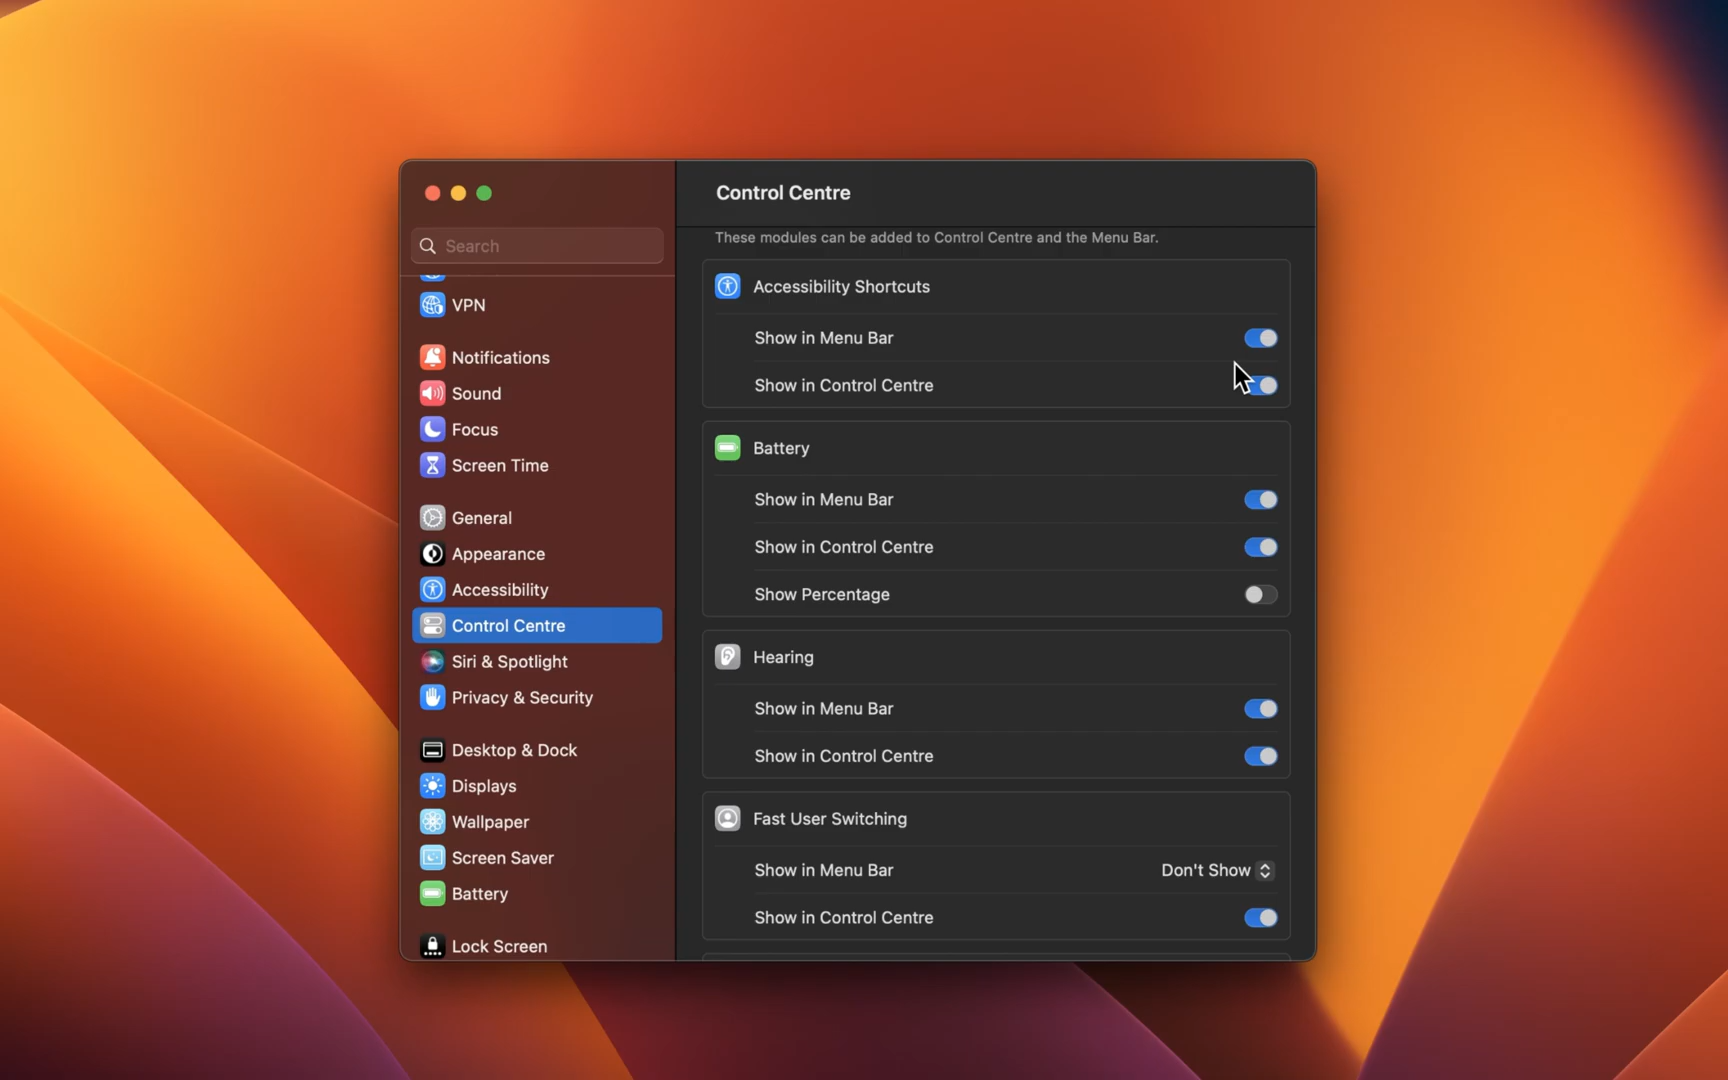 Control Centre
Search
VPN
Notifications
Sound
Focus
Screen Time
General
Appearance
Accessibility
Control Centre
Siri & Spotlight
Privacy & Security
Desktop & Dock
Displays
Wallpaper
Screen Saver
Battery
Lock Screen
These modules can be added to Control Centre and the Menu Bar.
Accessibility Shortcuts
Show in Menu Bar
Show in Control Centre
Battery
Show in Menu Bar
Show in Control Centre
Show Percentage
Hearing
Show in Menu Bar
Show in Control Centre
Fast User Switching
Show in Menu Bar Don't Show
Show in Control Centre